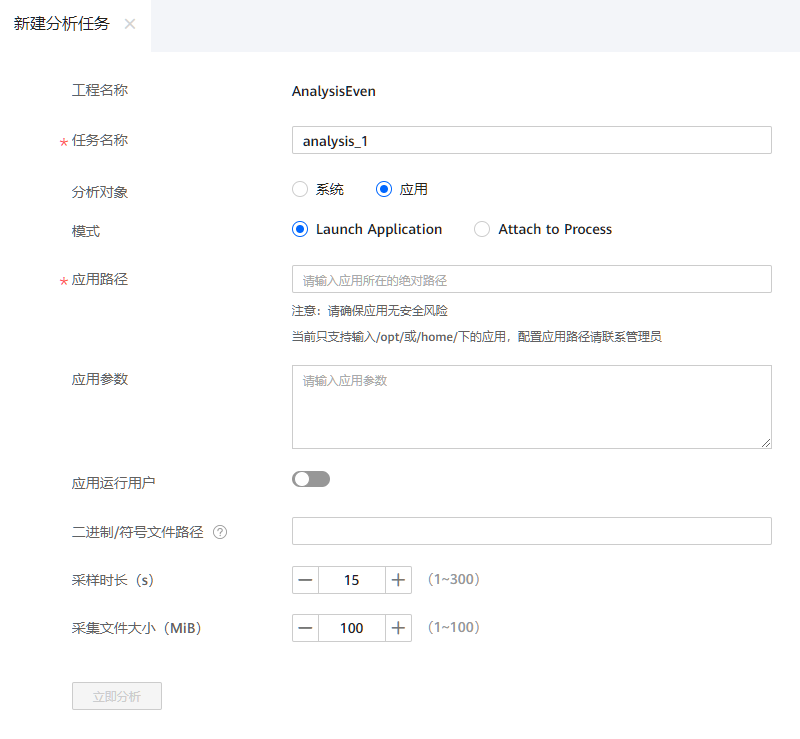 新建分析任务 ×
工程名称 AnalysisEven
* 任务名称 analysis_1
分析对象 系统 应用
模式 Launch Application Attach to Process
* 应用路径 请输入应用所在的绝对路径
注意：请确保应用无安全风险
当前只支持输入/opt/或/home/下的应用，配置应用路径请联系管理员
应用参数 请输入应用参数
应用运行用户
二进制/符号文件路径 ?
采样时长（s） — 15 + （1~300）
采集文件大小（MiB） — 100 + （1~100）
立即分析